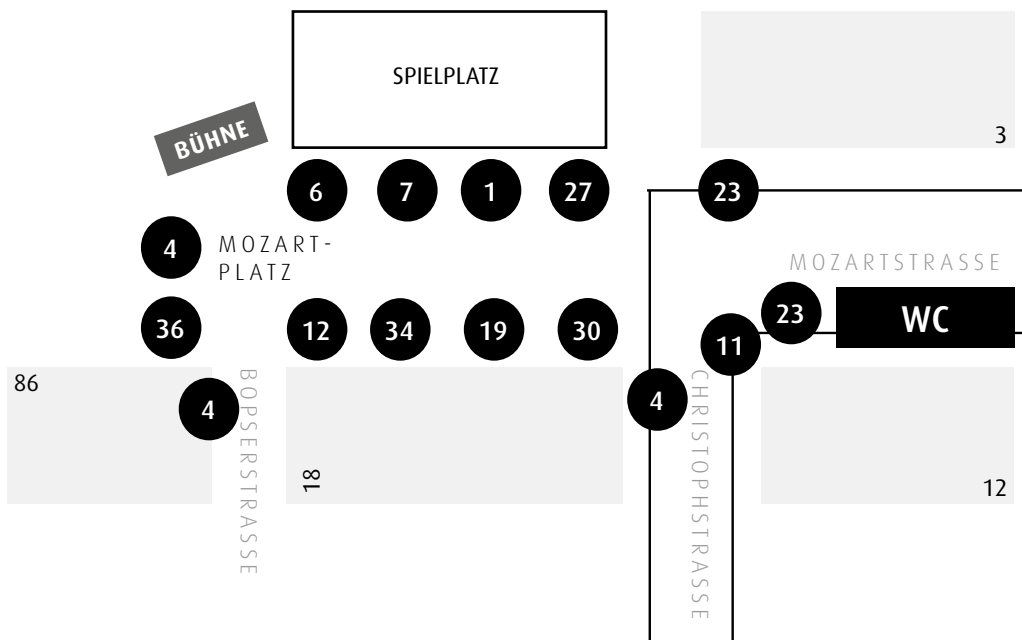 SPIELPLATZ
BÜHNE
3
6 7 1 27 23
4 MOZART-
PLATZ
MOZARTSTRASSE
36 12 34 19 30 11 23 WC
86
4
BOPSERSTRASSE
18
4
CHRISTOPHSTRASSE
12